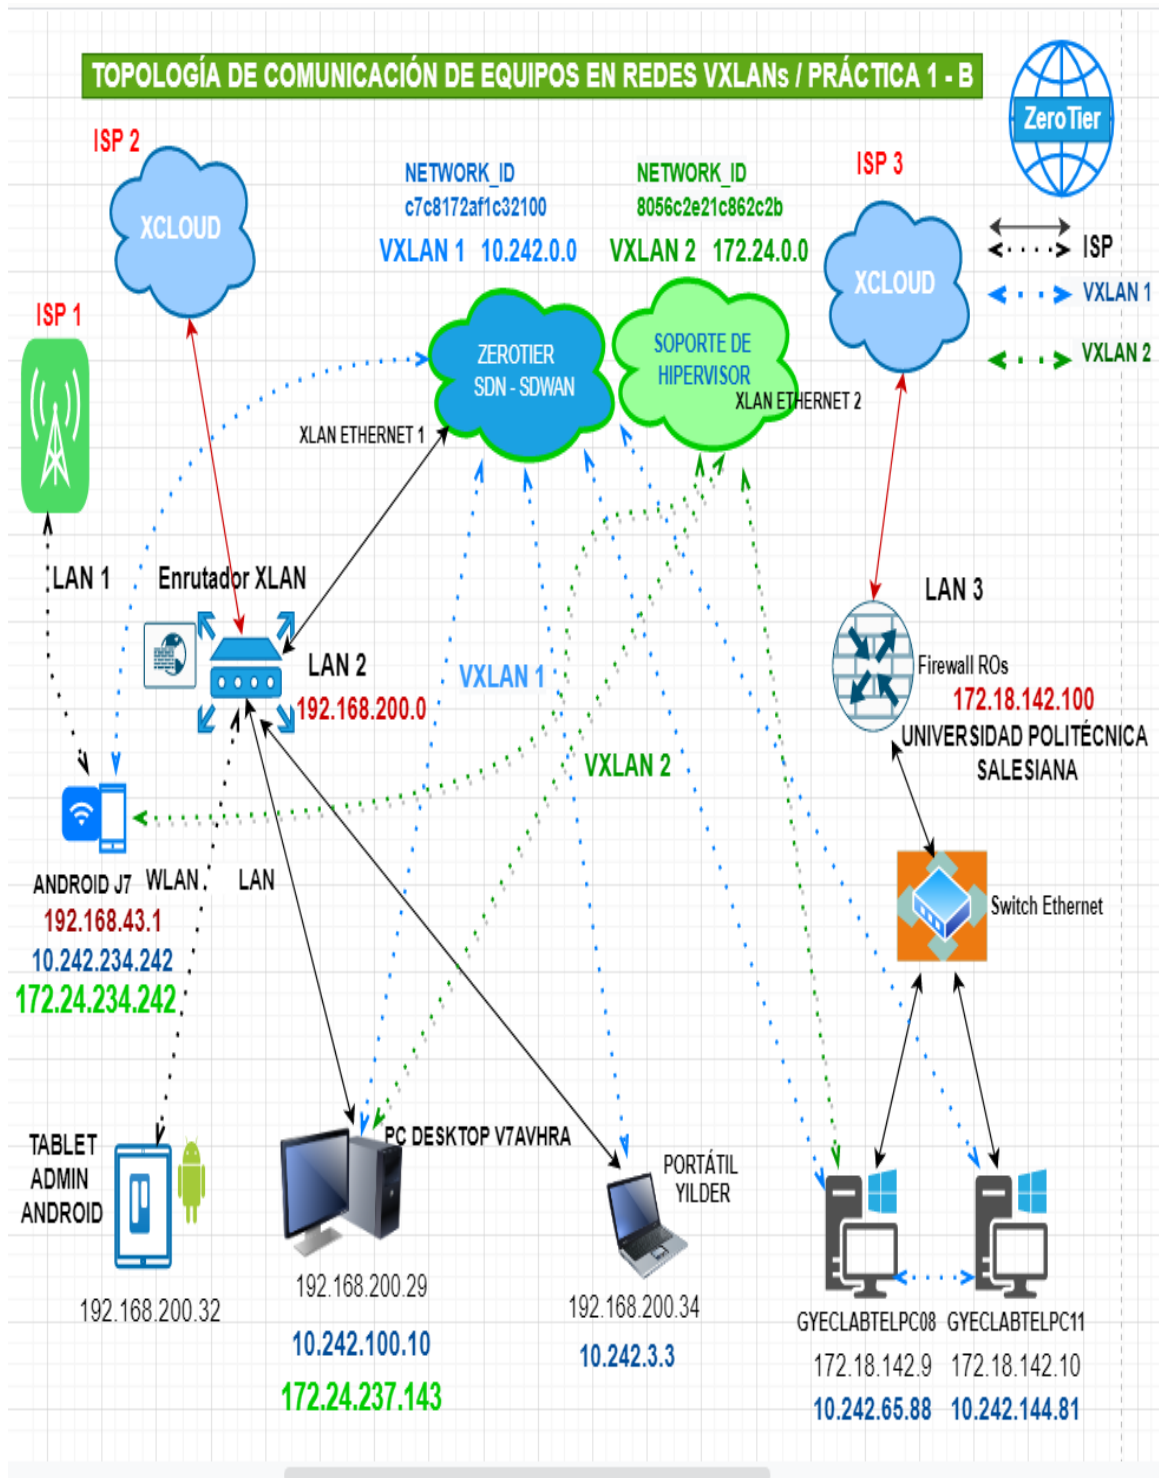 TOPOLOGÍA DE COMUNICACIÓN DE EQUIPOS EN REDES VXLANs / PRÁCTICA 1 - B
ZeroTier
ISP 2
XCLOUD
NETWORK_ID
c7c8172af1c32100
VXLAN 1 10.242.0.0
NETWORK_ID
8056c2e21c862c2b
VXLAN 2 172.24.0.0
ISP 3
XCLOUD
ISP
VXLAN 1
VXLAN 2
ISP 1
ZEROTIER
SDN - SDWAN
SOPORTE DE
HIPERVISOR
XLAN ETHERNET 2
XLAN ETHERNET 1
LAN 1
Enrutador XLAN
LAN 2
192.168.200.0
VXLAN 1
VXLAN 2
LAN 3
Firewall ROs
172.18.142.100
UNIVERSIDAD POLITÉCNICA
SALESIANA
Switch Ethernet
ANDROID J7
192.168.43.1
10.242.234.242
172.24.234.242
WLAN
LAN
TABLET
ADMIN
ANDROID
192.168.200.32
PC DESKTOP V7AVHRA
192.168.200.29
10.242.100.10
172.24.237.143
PORTÁTIL
YILDER
192.168.200.34
10.242.3.3
GYECLABTELPC08
172.18.142.9
10.242.65.88
GYECLABTELPC11
172.18.142.10
10.242.144.81